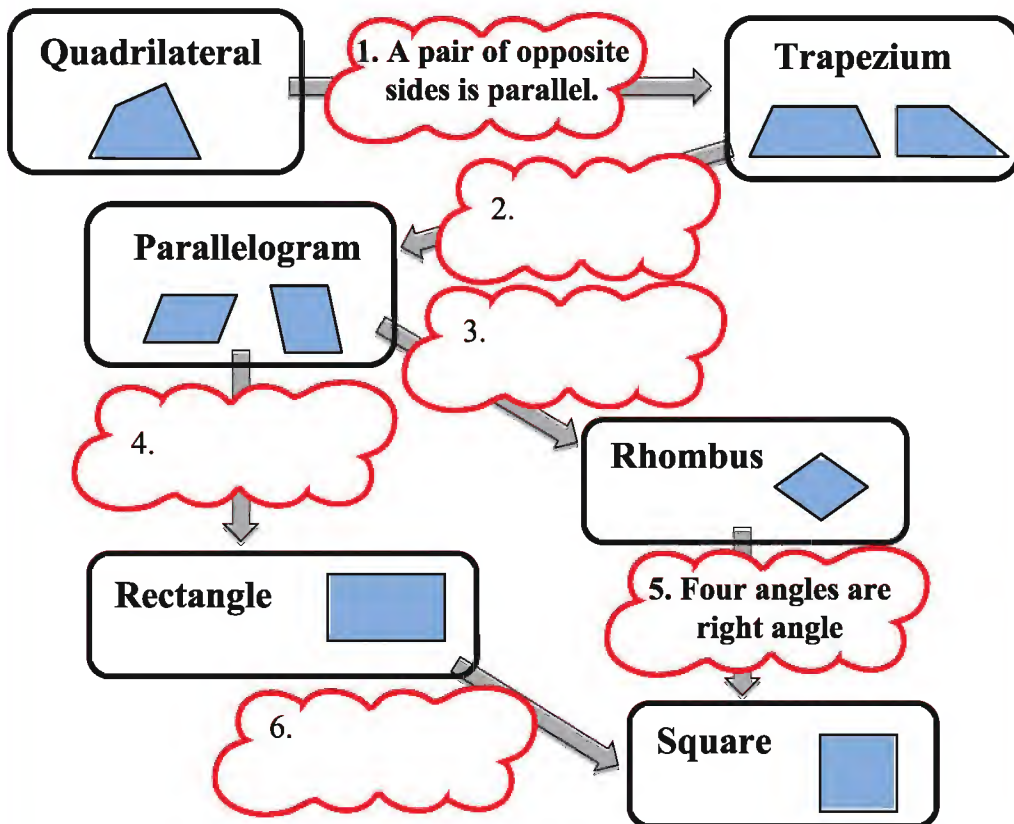 Quadrilateral
1. A pair of opposite
sides is parallel.
Trapezium
2.
Parallelogram
3.
4.
Rhombus
Rectangle
5. Four angles are
right angle
6.
Square